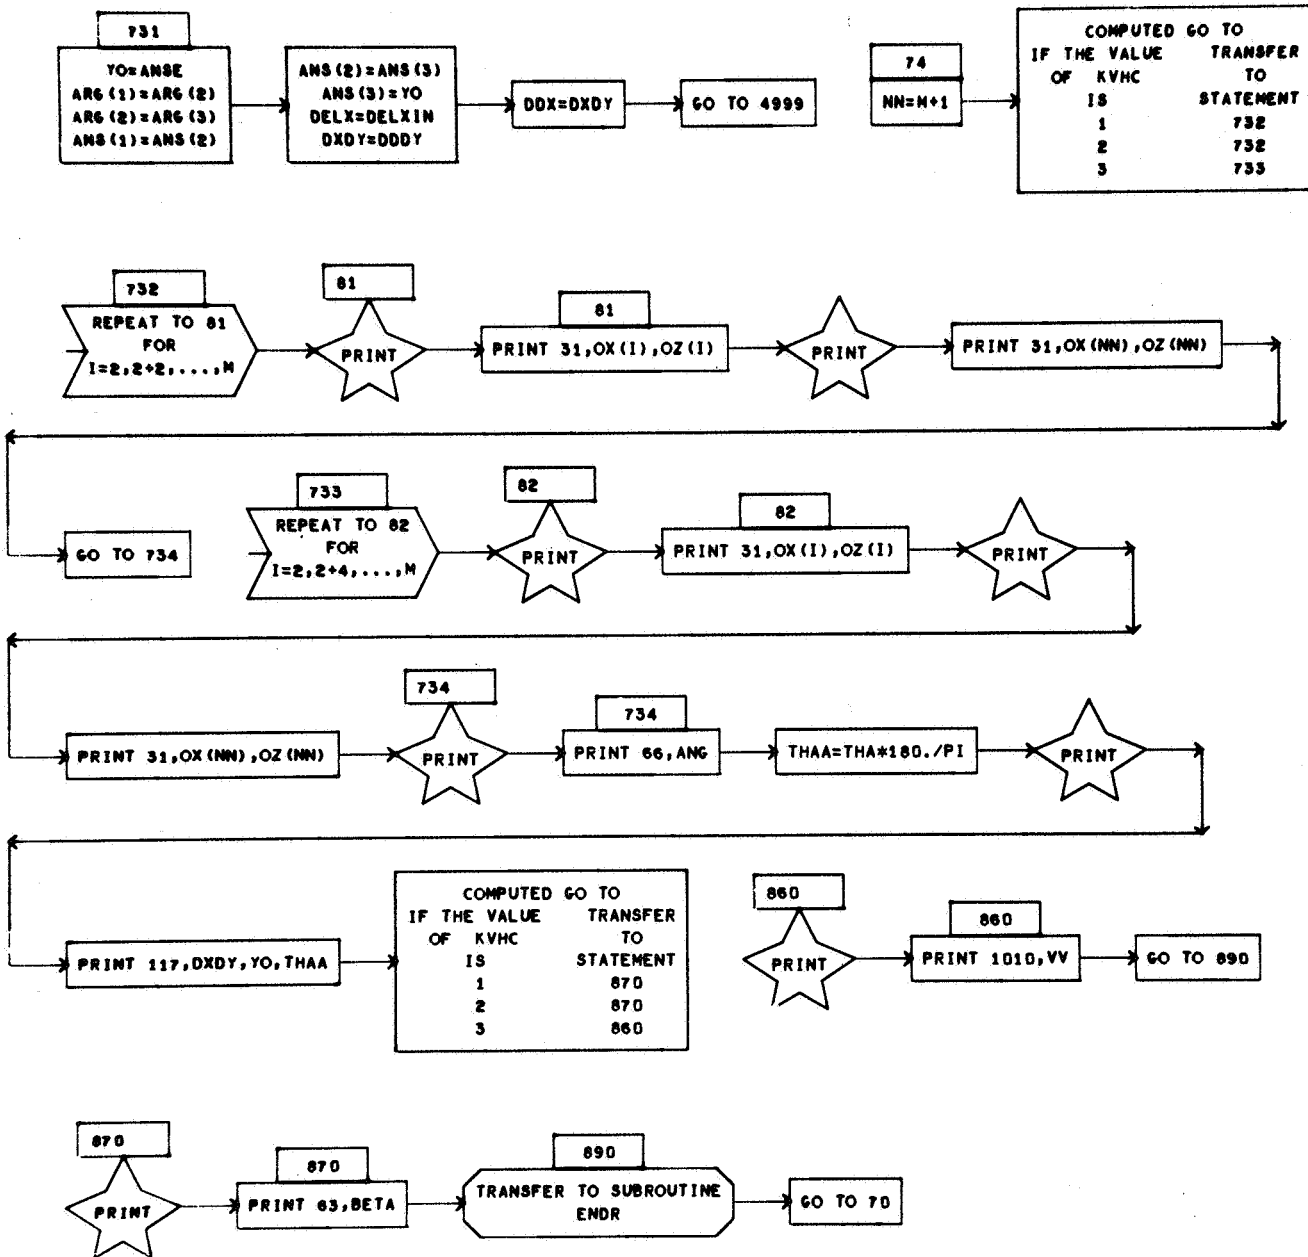 731
YO=ANSE
ARG(1)=ARG(2)
ARG(2)=ARG(3)
ANS(1)=ANS(2)
ANS(2)=ANS(3)
ANS(3)=YO
DELX=DELXIN
DXDY=DDDY
DDX=DXDY
GO TO 4999
74
NN=M+1
COMPUTED GO TO
IF THE VALUE TRANSFER
OF KVHC TO
IS STATEMENT
1 732
2 732
3 733
732
REPEAT TO 81
FOR
I=2,2+2,...,M
81
PRINT
81
PRINT 31,OX(I),OZ(I)
PRINT
PRINT 31,OX(NN),OZ(NN)
GO TO 734
733
REPEAT TO 82
FOR
I=2,2+4,...,M
82
PRINT
82
PRINT 31,OX(I),OZ(I)
PRINT
PRINT 31,OX(NN),OZ(NN)
734
PRINT
734
PRINT 66,ANG
THAA=THA*180./PI
PRINT
PRINT 117,DXDY,YO,THAA
COMPUTED GO TO
IF THE VALUE TRANSFER
OF KVHC TO
IS STATEMENT
1 870
2 870
3 860
860
PRINT
860
PRINT 1010,VV
GO TO 890
870
PRINT
870
PRINT 63,BETA
890
TRANSFER TO SUBROUTINE
ENDR
GO TO 70